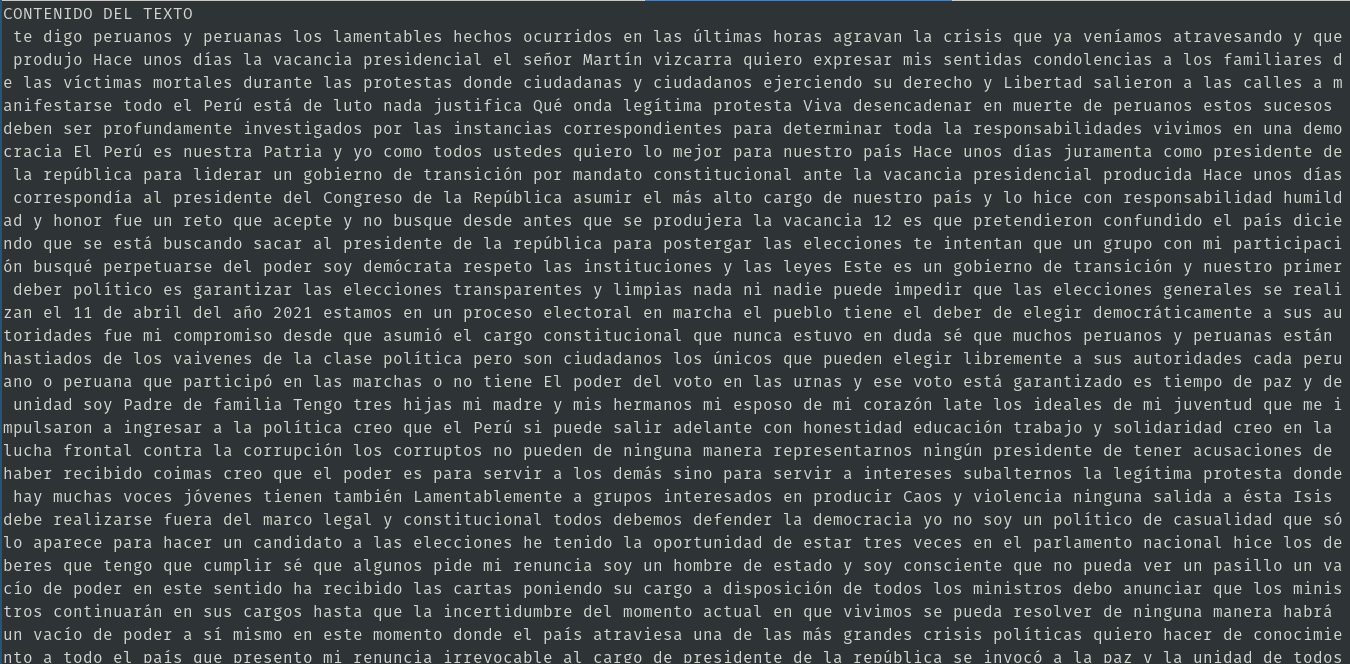 CONTENIDO DEL TEXTO
 te digo peruanos y peruanas los lamentables hechos ocurridos en las últimas horas agravan la crisis que ya veníamos atravesando y que
 produjo Hace unos días la vacancia presidencial el señor Martín vizcarra quiero expresar mis sentidas condolencias a los familiares d
e las víctimas mortales durante las protestas donde ciudadanas y ciudadanos ejerciendo su derecho y Libertad salieron a las calles a m
anifestarse todo el Perú está de luto nada justifica Qué onda legítima protesta Viva desencadenar en muerte de peruanos estos sucesos
deben ser profundamente investigados por las instancias correspondientes para determinar toda la responsabilidades vivimos en una demo
cracia El Perú es nuestra Patria y yo como todos ustedes quiero lo mejor para nuestro país Hace unos días juramenta como presidente de
 la república para liderar un gobierno de transición por mandato constitucional ante la vacancia presidencial producida Hace unos días
 correspondía al presidente del Congreso de la República asumir el más alto cargo de nuestro país y lo hice con responsabilidad humild
ad y honor fue un reto que acepte y no busque desde antes que se produjera la vacancia 12 es que pretendieron confundido el país dicie
ndo que se está buscando sacar al presidente de la república para postergar las elecciones te intentan que un grupo con mi participaci
ón busqué perpetuarse del poder soy demócrata respeto las instituciones y las leyes Este es un gobierno de transición y nuestro primer
 deber político es garantizar las elecciones transparentes y limpias nada ni nadie puede impedir que las elecciones generales se reali
zan el 11 de abril del año 2021 estamos en un proceso electoral en marcha el pueblo tiene el deber de elegir democráticamente a sus au
toridades fue mi compromiso desde que asumió el cargo constitucional que nunca estuvo en duda sé que muchos peruanos y peruanas están
hastiados de los vaivenes de la clase política pero son ciudadanos los únicos que pueden elegir libremente a sus autoridades cada peru
ano o peruana que participó en las marchas o no tiene El poder del voto en las urnas y ese voto está garantizado es tiempo de paz y de
 unidad soy Padre de familia Tengo tres hijas mi madre y mis hermanos mi esposo de mi corazón late los ideales de mi juventud que me i
mpulsaron a ingresar a la política creo que el Perú si puede salir adelante con honestidad educación trabajo y solidaridad creo en la
lucha frontal contra la corrupción los corruptos no pueden de ninguna manera representarnos ningún presidente de tener acusaciones de
haber recibido coimas creo que el poder es para servir a los demás sino para servir a intereses subalternos la legítima protesta donde
 hay muchas voces jóvenes tienen también Lamentablemente a grupos interesados en producir Caos y violencia ninguna salida a ésta Isis
debe realizarse fuera del marco legal y constitucional todos debemos defender la democracia yo no soy un político de casualidad que só
lo aparece para hacer un candidato a las elecciones he tenido la oportunidad de estar tres veces en el parlamento nacional hice los de
beres que tengo que cumplir sé que algunos pide mi renuncia soy un hombre de estado y soy consciente que no pueda ver un pasillo un va
cío de poder en este sentido ha recibido las cartas poniendo su cargo a disposición de todos los ministros debo anunciar que los minis
tros continuarán en sus cargos hasta que la incertidumbre del momento actual en que vivimos se pueda resolver de ninguna manera habrá
un vacío de poder a sí mismo en este momento donde el país atraviesa una de las más grandes crisis políticas quiero hacer de conocimie
nto a todo el país que presento mi renuncia irrevocable al cargo de presidente de la república se invocó a la paz y la unidad de todos